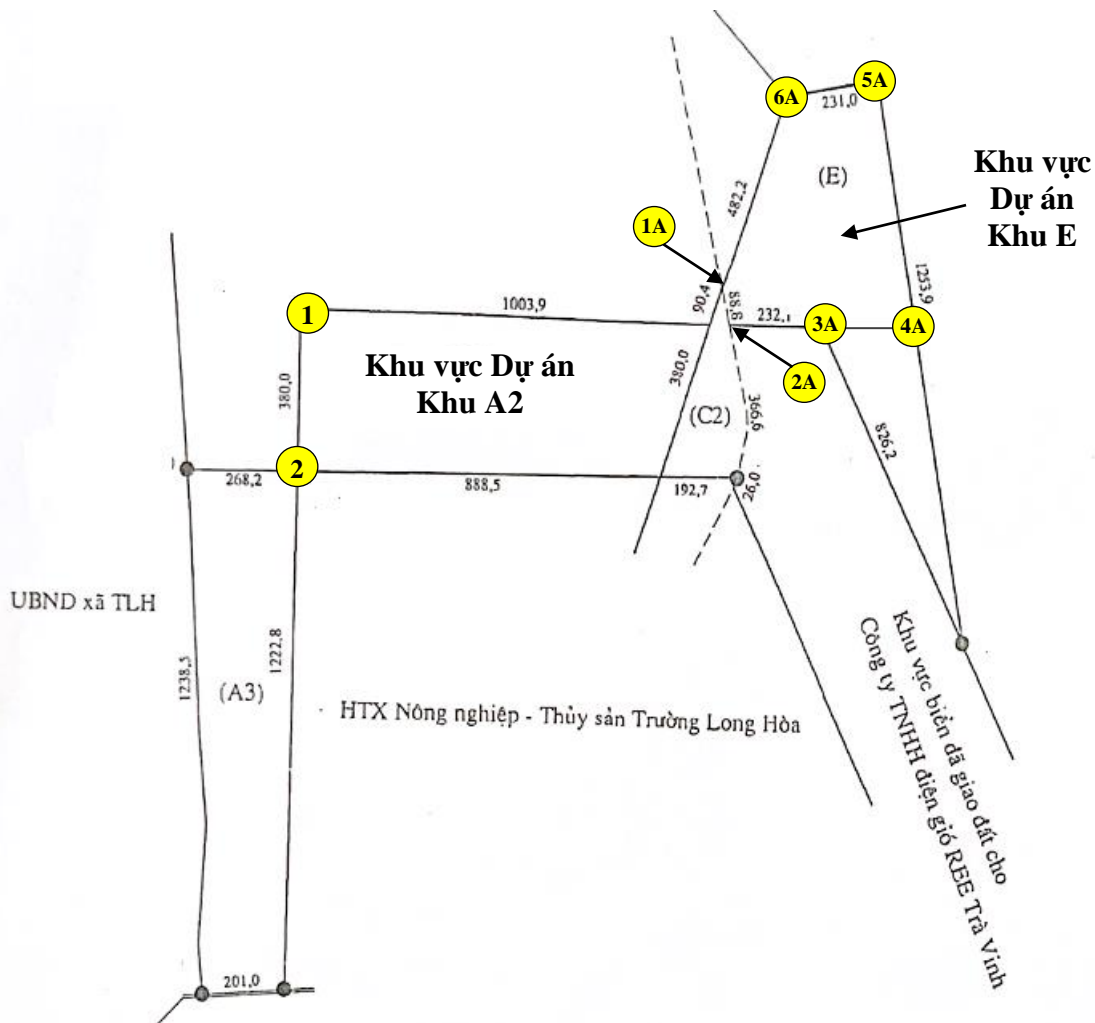 5A
6A
231,0
Khu vực
Dự án
Khu E
(E)
482,2
1A
1253,9
1003,9
90,4
88,8
1
232,1
3A
4A
Khu vực Dự án
Khu A2
380,0
380,0
2A
(C2)
366,6
826,2
2
268,2
888,5
192,7
26,0
UBND xã TLH
1238,5
(A3)
1222,8
HTX Nông nghiệp - Thủy sản Trường Long Hòa
Khu vực biển đã giao đất cho
Công ty TNHH điện gió REE Trà Vinh
201,0